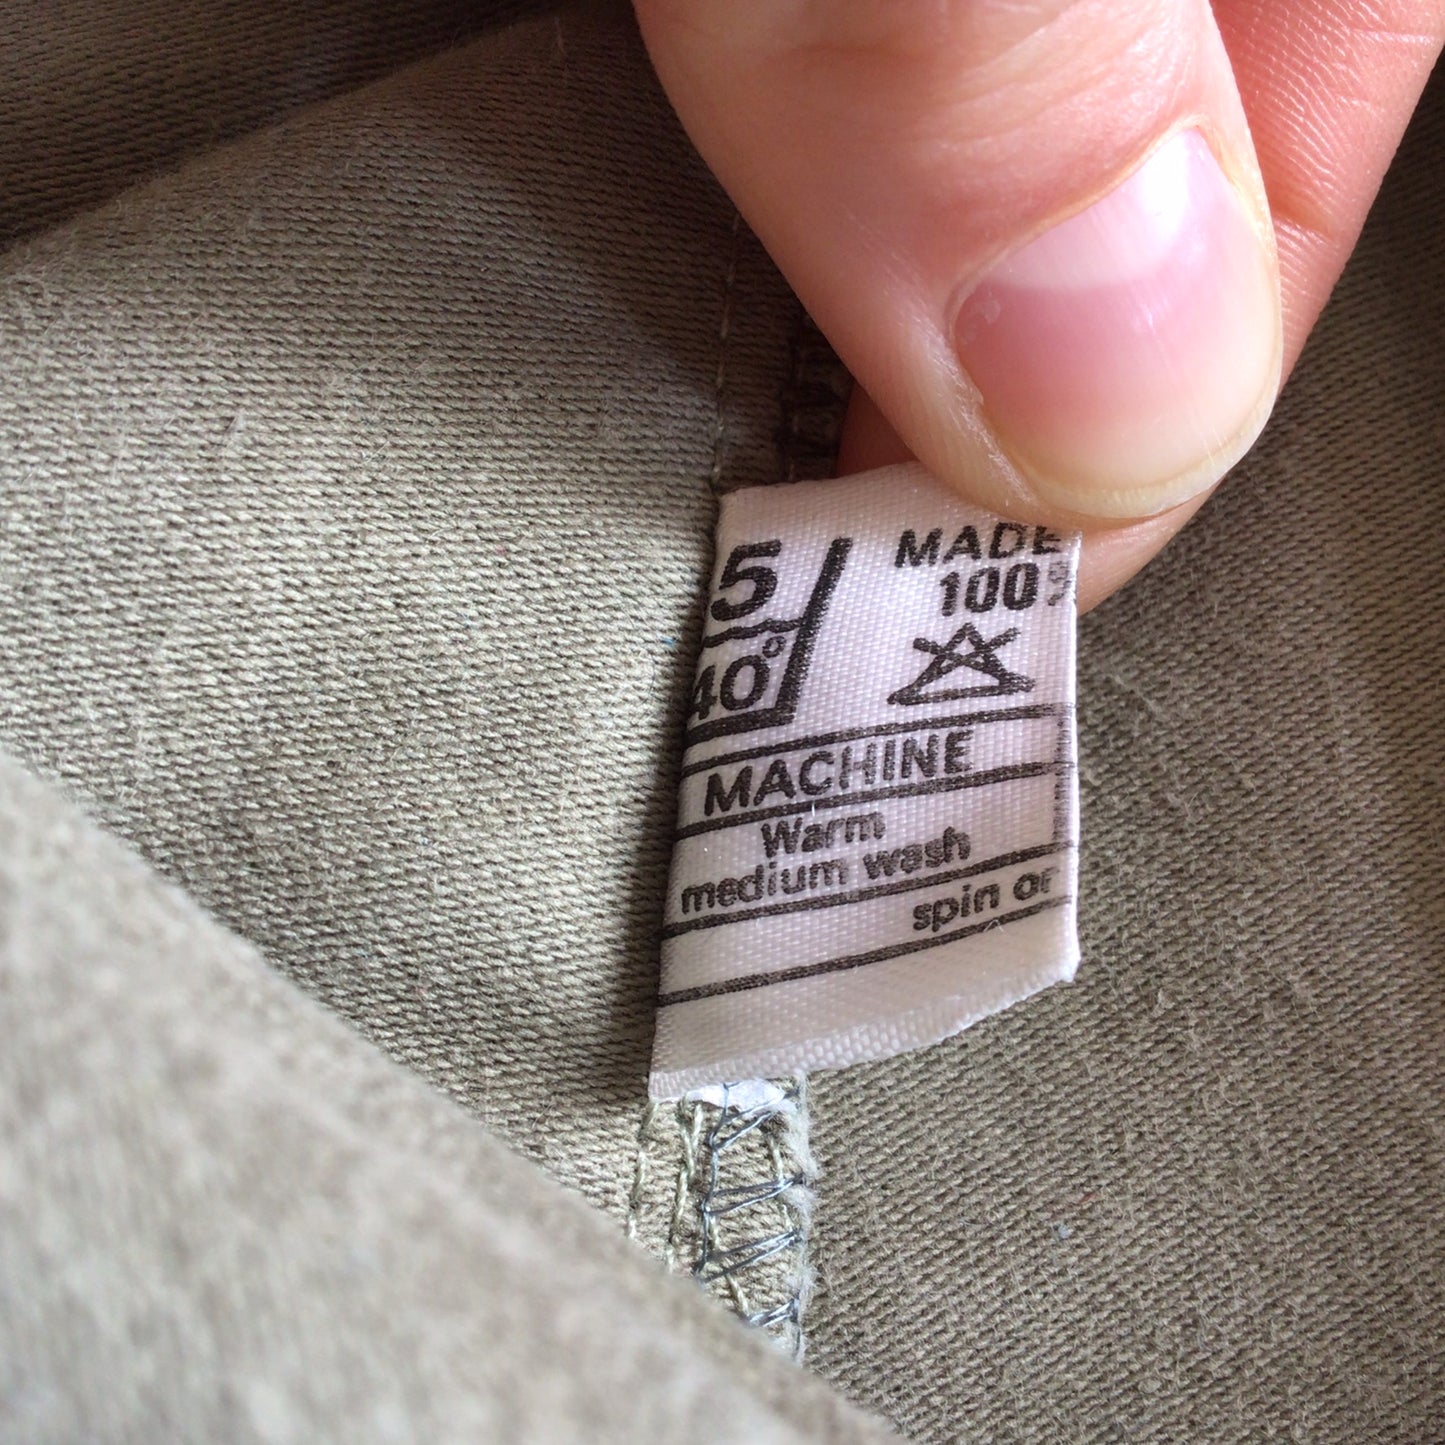 5
40°
MADE
100%
MACHINE
Warm
medium wash
spin or